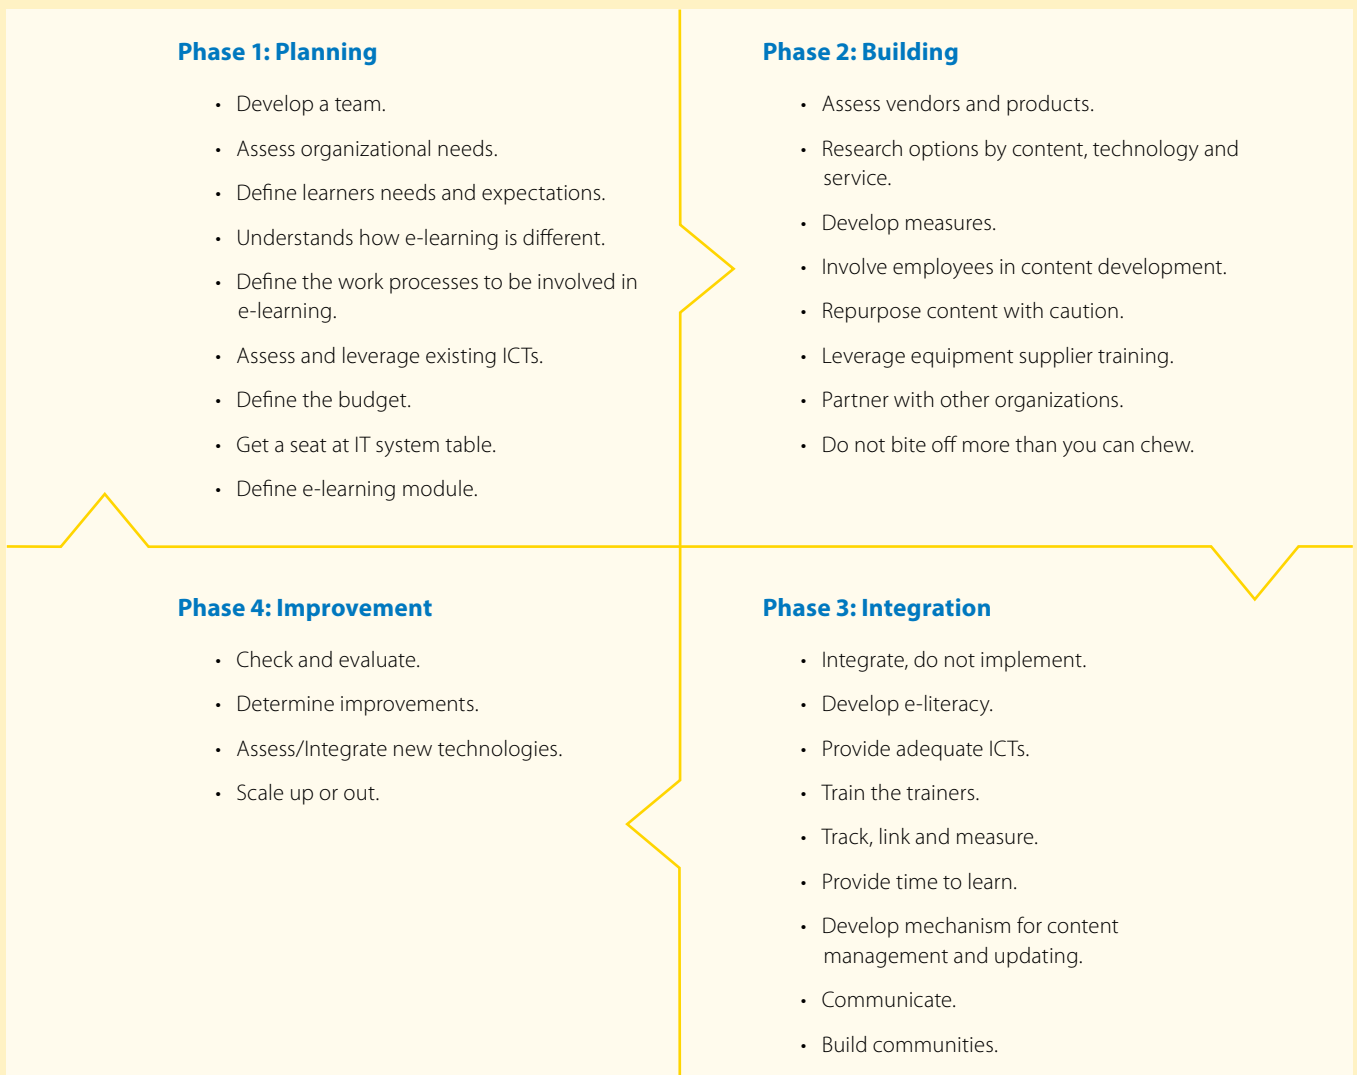 Phase 1: Planning
• Develop a team.
• Assess organizational needs.
• Define learners needs and expectations.
• Understands how e-learning is different.
• Define the work processes to be involved in
e-learning.
• Assess and leverage existing ICTs.
• Define the budget.
• Get a seat at IT system table.
• Define e-learning module.
Phase 2: Building
• Assess vendors and products.
• Research options by content, technology and
service.
• Develop measures.
• Involve employees in content development.
• Repurpose content with caution.
• Leverage equipment supplier training.
• Partner with other organizations.
• Do not bite off more than you can chew.
Phase 3: Integration
• Integrate, do not implement.
• Develop e-literacy.
• Provide adequate ICTs.
• Train the trainers.
• Track, link and measure.
• Provide time to learn.
• Develop mechanism for content
management and updating.
• Communicate.
• Build communities.
Phase 4: Improvement
• Check and evaluate.
• Determine improvements.
• Assess/Integrate new technologies.
• Scale up or out.